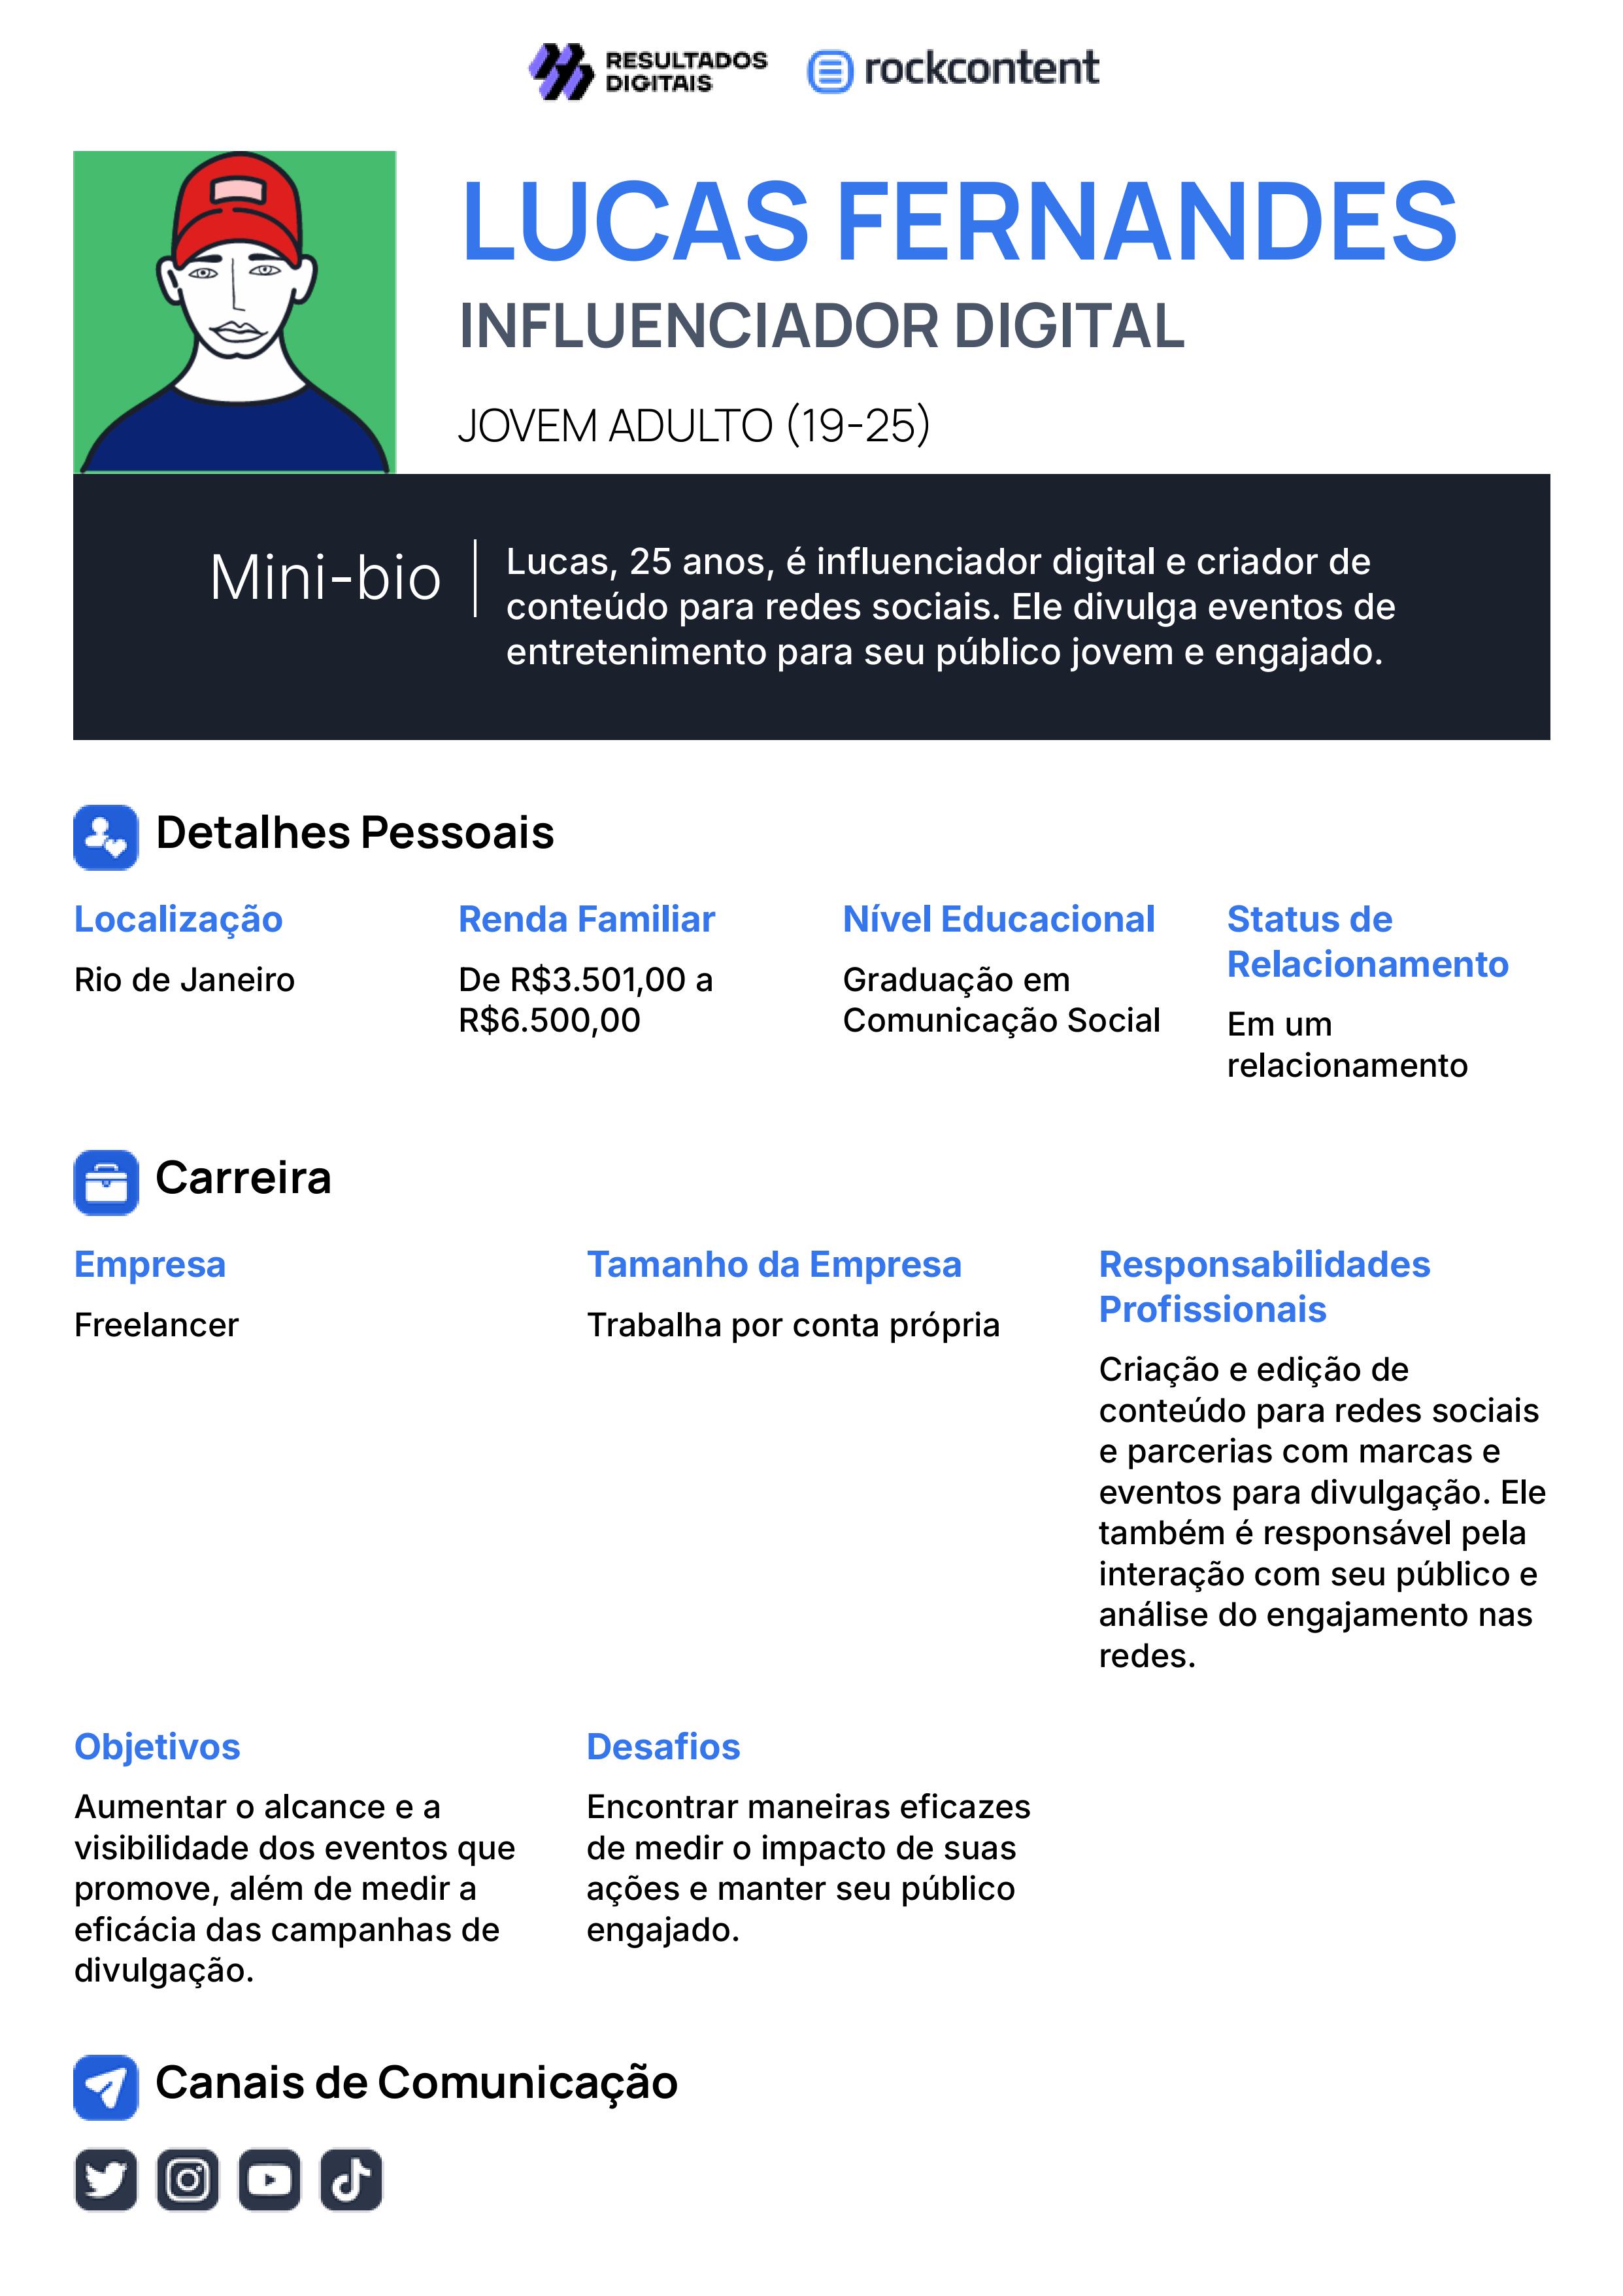 RESULTADOS
DIGITAIS
rockcontent
LUCAS FERNANDES
INFLUENCIADOR DIGITAL
JOVEM ADULTO (19-25)
Mini-bio
Lucas, 25 anos, é influenciador digital e criador de
conteúdo para redes sociais. Ele divulga eventos de
entretenimento para seu público jovem e engajado.
Detalhes Pessoais
Localização
Rio de Janeiro
Renda Familiar
De R$3.501,00 a
R$6.500,00
Nível Educacional
Graduação em
Comunicação Social
Status de
Relacionamento
Em um
relacionamento
Carreira
Empresa
Freelancer
Tamanho da Empresa
Trabalha por conta própria
Responsabilidades
Profissionais
Criação e edição de
conteúdo para redes sociais
e parcerias com marcas e
eventos para divulgação. Ele
também é responsável pela
interação com seu público e
análise do engajamento nas
redes.
Objetivos
Aumentar o alcance e a
visibilidade dos eventos que
promove, além de medir a
eficácia das campanhas de
divulgação.
Desafios
Encontrar maneiras eficazes
de medir o impacto de suas
ações e manter seu público
engajado.
Canais de Comunicação